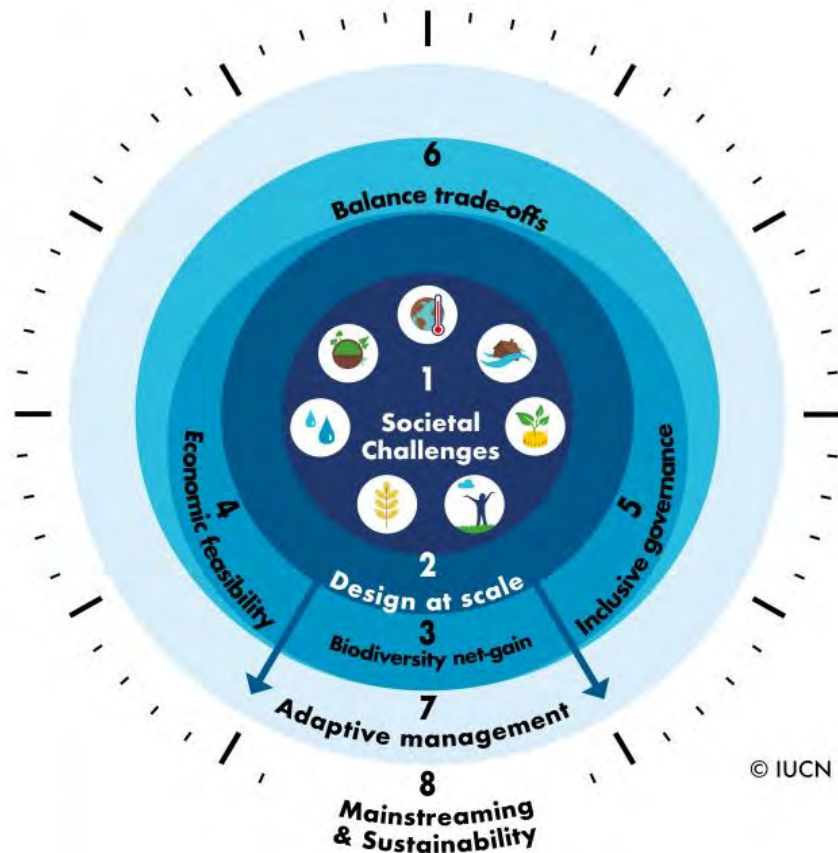 6
Balance trade-offs
1
Societal
Challenges
4
Economic feasibility
5
Inclusive governance
2
Design at scale
3
Biodiversity net-gain
7
Adaptive management
8
Mainstreaming
& Sustainability
© IUCN